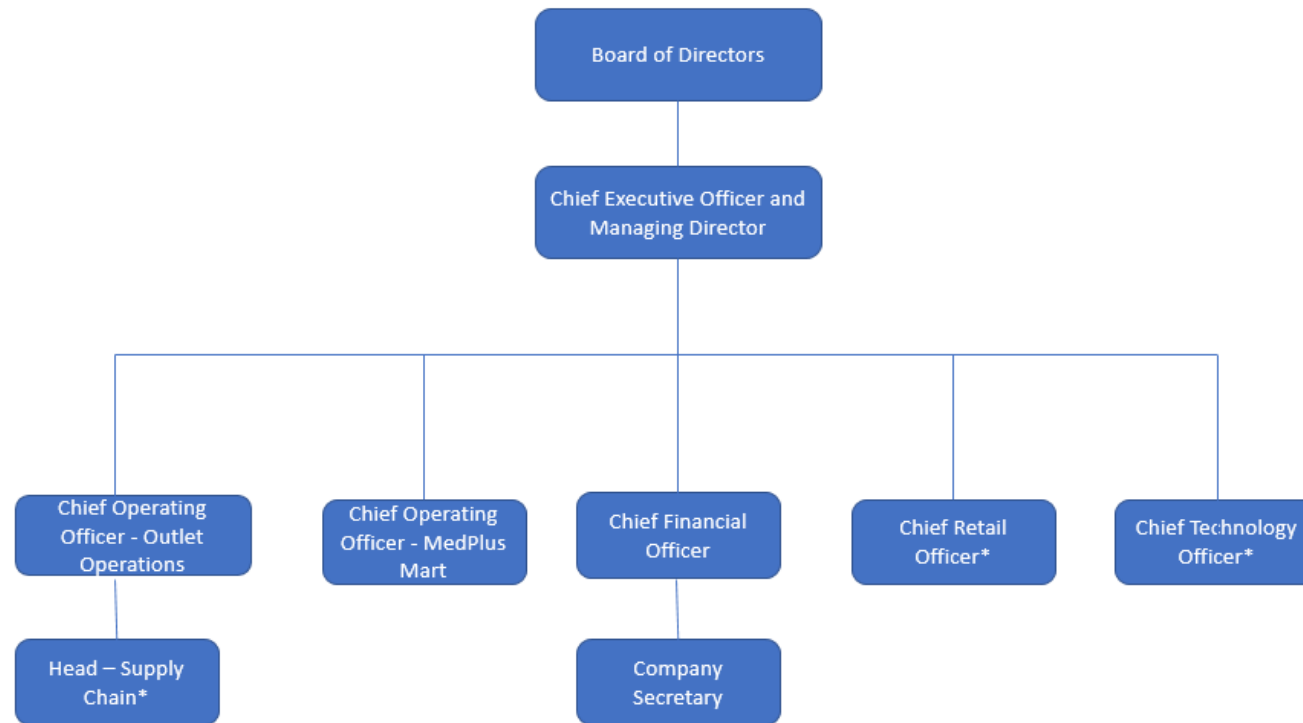 Board of Directors
Chief Executive Officer and
Managing Director
Chief Operating
Officer - Outlet
Operations
Chief Operating
Officer - MedPlus
Mart
Chief Financial
Officer
Chief Retail
Officer*
Chief Technology
Officer*
Head – Supply
Chain*
Company
Secretary